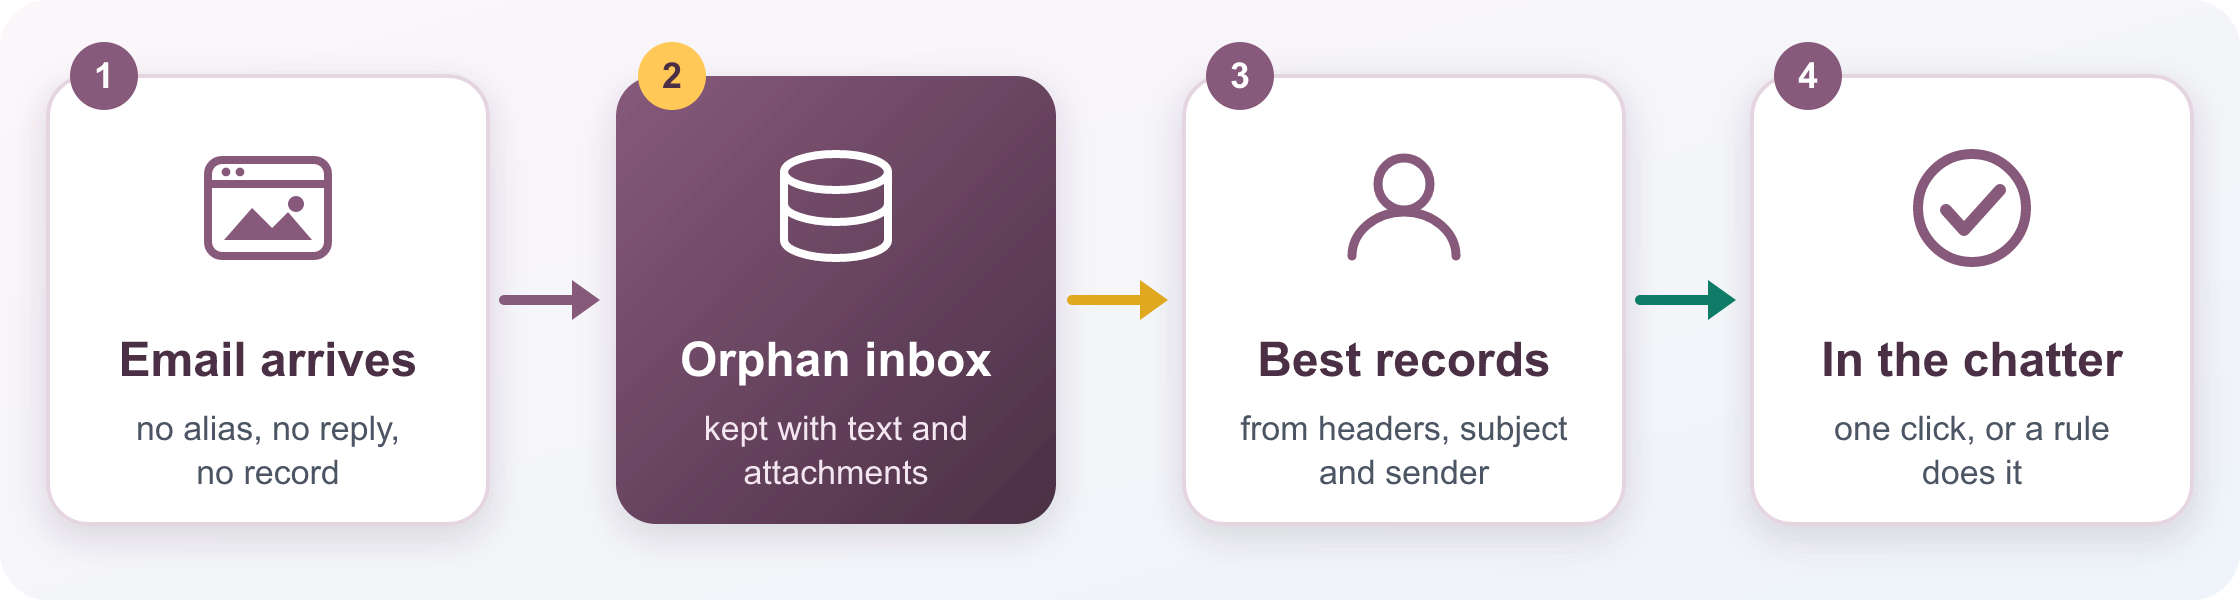 1
Email arrives
no alias, no reply,
no record
2
Orphan inbox
kept with text and
attachments
3
Best records
from headers, subject
and sender
4
In the chatter
one click, or a rule
does it